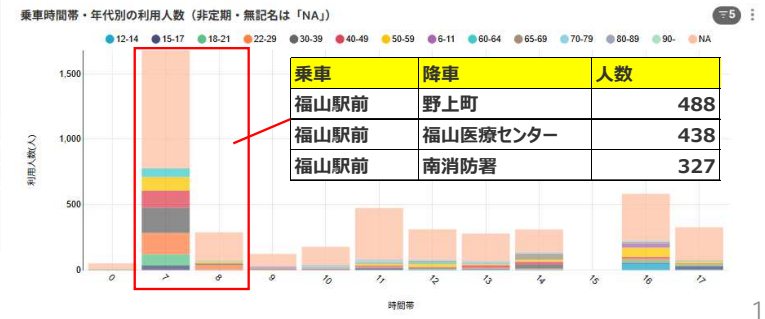 乗車時間帯・年代別の利用人数（非定期・無記名は「NA」）
5
12-14 15-17 18-21 22-29 30-39 40-49 50-59 6-11 60-64 65-69 70-79 80-89 90- NA
乗車 降車 人数
福山駅前 野上町 488
福山駅前 福山医療センター 438
福山駅前 南消防署 327
利用人数(人)
1,500
1,000
500
0
0 7 8 9 10 11 12 13 14 15 16 17
時間帯
1